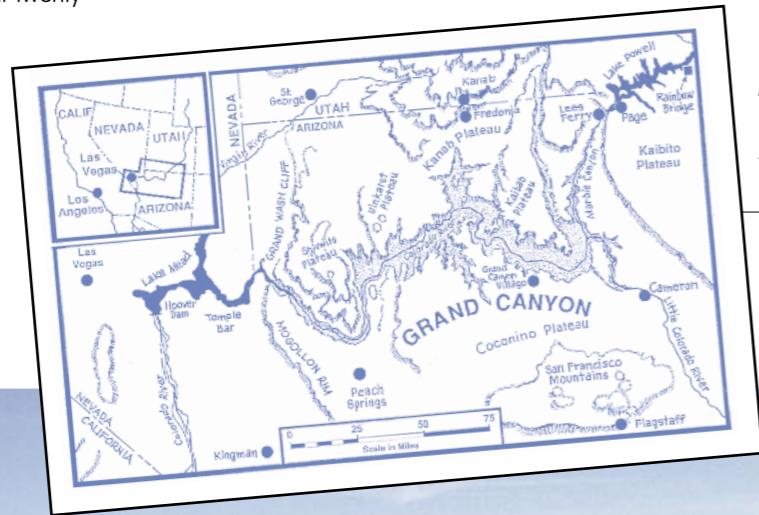 CALIF
NEVADA
UTAH
Las
Vegas
Los
Angeles
ARIZONA
NEVADA
St
George
UTAH
ARIZONA
Virgin River
Kanab
Fredonia
Kanab Plateau
Lake Powell
Lees
Ferry
Page
Rainbow
Bridge
Kaibito
Plateau
Marble Canyon
Kaibab
Plateau
Uinkaret
Plateau
GRAND WASH CLIFF
Shivwits
Plateau
Las
Vegas
Lake Mead
Hoover
Dam
Temple
Bar
Grand
Canyon
Village
GRAND CANYON
Coconino Plateau
Cameron
Little Colorado River
San Francisco
Mountains
Flagstaff
MOGOLLON RIM
Peach
Springs
Colorado River
NEVADA
CALIFORNIA
Kingman
0 25 50 75
Scale in Miles